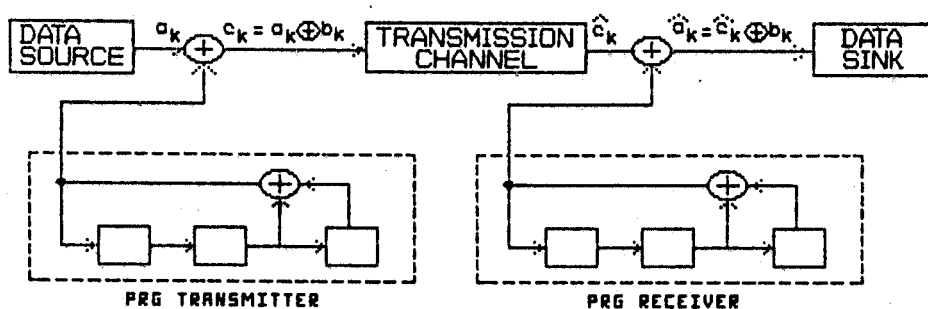 DATA
SOURCE
a_k
c_k = a_k ⊕ b_k
TRANSMISSION
CHANNEL
ĉ_k
â_k = ĉ_k ⊕ b_k
DATA
SINK
PRG TRANSMITTER
PRG RECEIVER